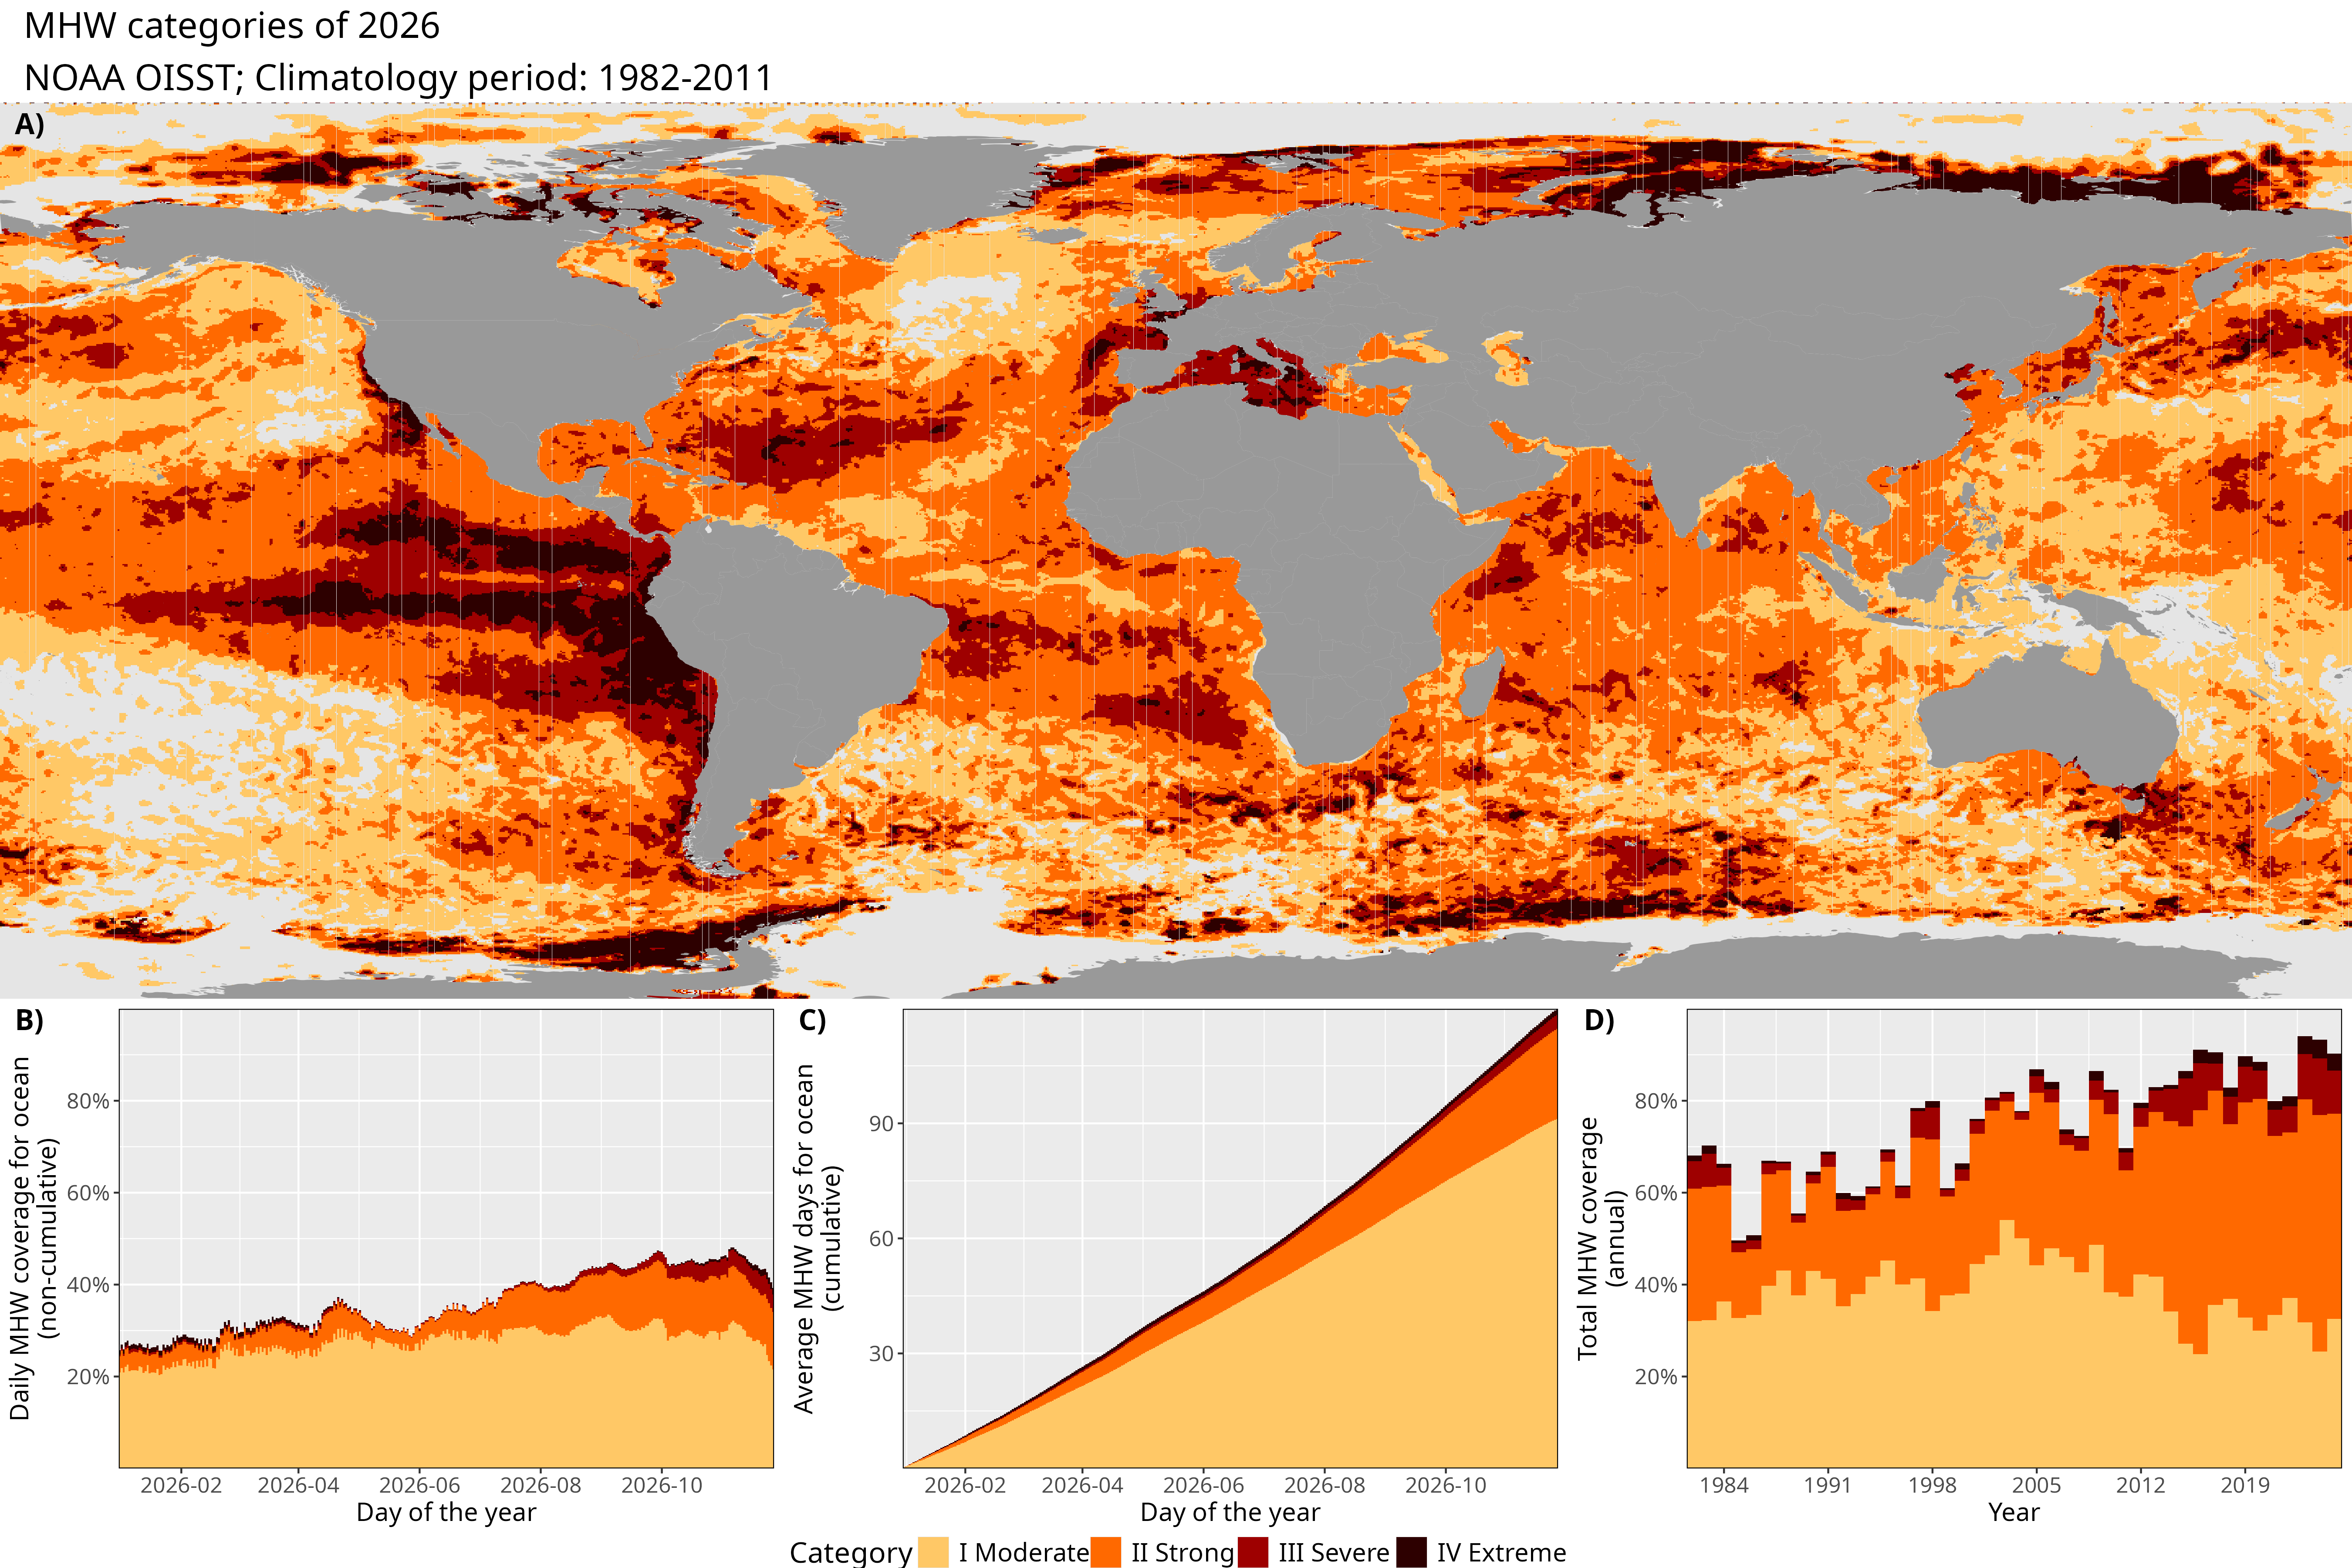 MHW categories of 2026
NOAA OISST; Climatology period: 1982-2011
A)
B)
Daily MHW coverage for ocean
(non-cumulative)
80%
60%
40%
20%
2026-02 2026-04 2026-06 2026-08 2026-10
Day of the year
C)
Average MHW days for ocean
(cumulative)
90
60
30
2026-02 2026-04 2026-06 2026-08 2026-10
Day of the year
D)
Total MHW coverage
(annual)
80%
60%
40%
20%
1984 1991 1998 2005 2012 2019
Year
Category I Moderate II Strong III Severe IV Extreme